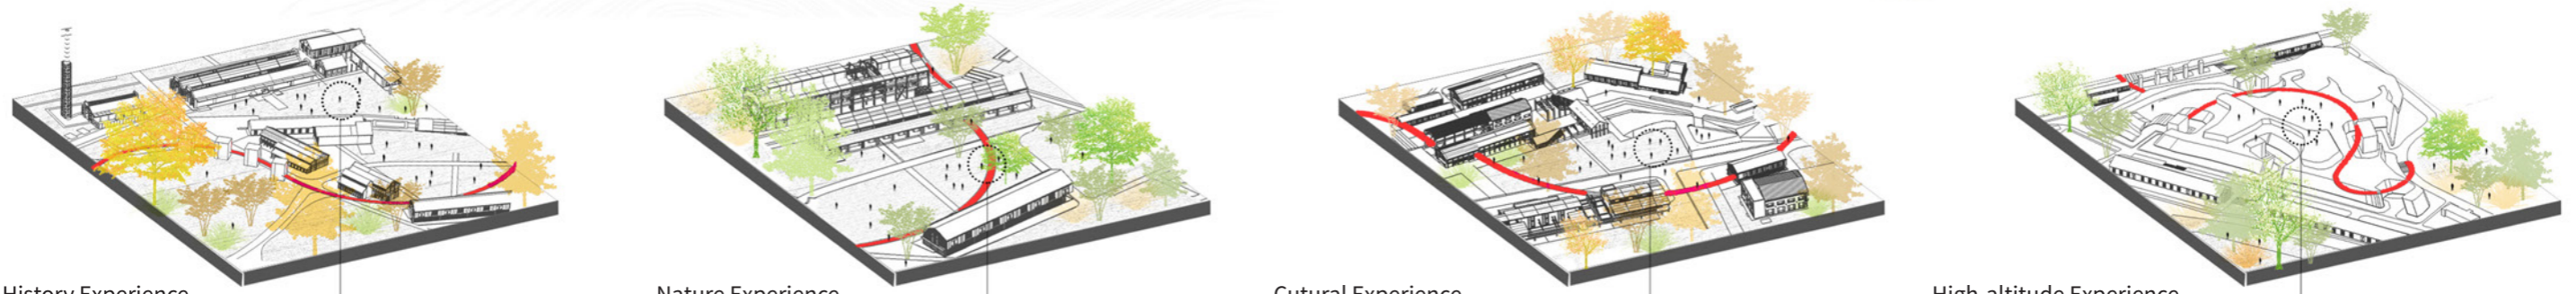 History Experience
Nature Experience
Cutural Experience
High-altitude Experience